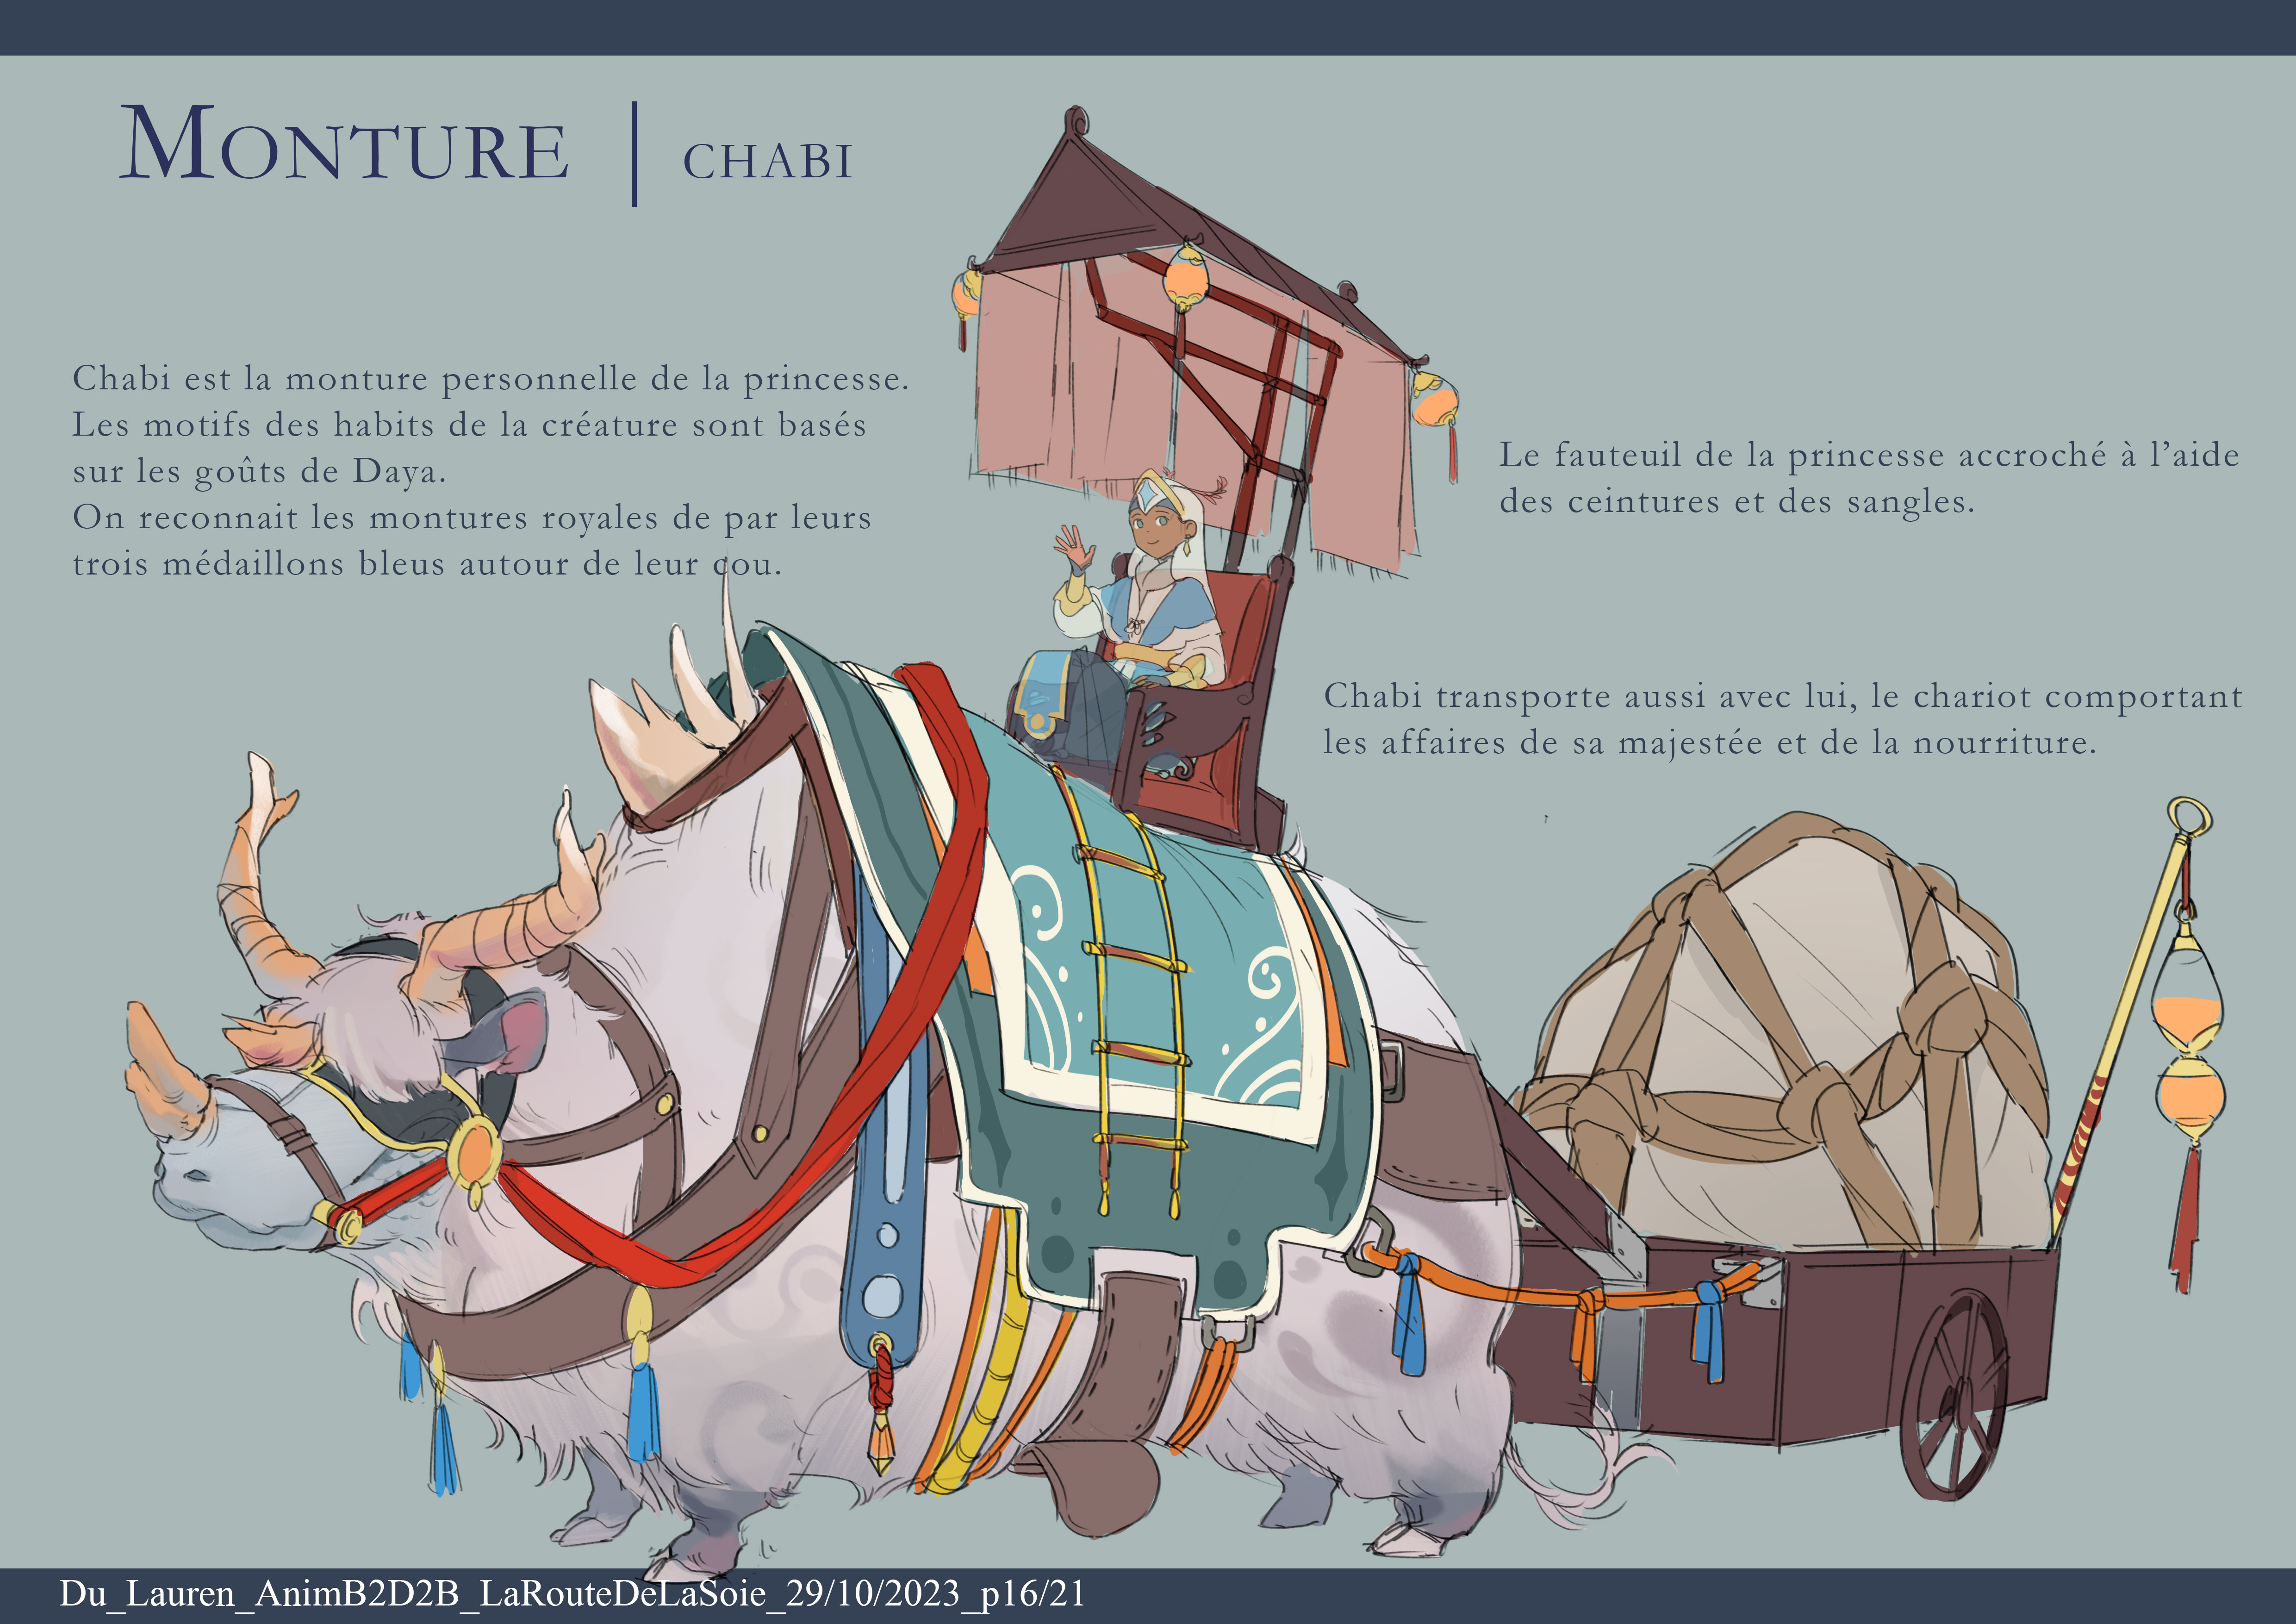 Monture | chabi
Chabi est la monture personnelle de la princesse.
Les motifs des habits de la créature sont basés
sur les goûts de Daya.
On reconnait les montures royales de par leurs
trois médaillons bleus autour de leur cou.
Le fauteuil de la princesse accroché à l’aide
des ceintures et des sangles.
Chabi transporte aussi avec lui, le chariot comportant
les affaires de sa majestée et de la nourriture.
Du_Lauren_AnimB2D2B_LaRouteDeLaSoie_29/10/2023_p16/21